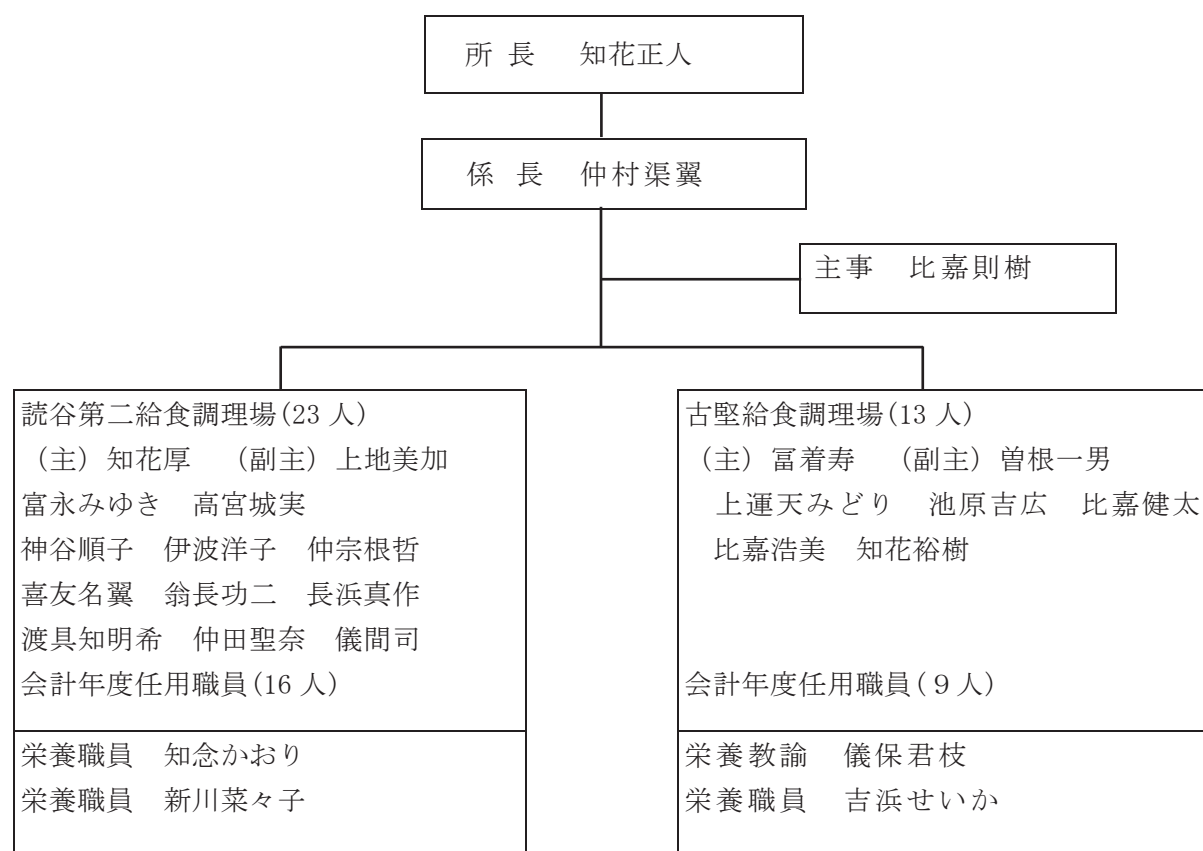 所 長　知花正人
係 長　仲村渠翼
主事　比嘉則樹
読谷第二給食調理場(23 人)
（主）知花厚　（副主）上地美加
富永みゆき　高宮城実
神谷順子　伊波洋子　仲宗根哲
喜友名翼　翁長功二　長浜真作
渡具知明希　仲田聖奈　儀間司
会計年度任用職員(16 人)
栄養職員　知念かおり
栄養職員　新川菜々子
古堅給食調理場(13 人)
（主）冨着寿　（副主）曽根一男
上運天みどり　池原吉広　比嘉健太
比嘉浩美　知花裕樹
会計年度任用職員( 9 人)
栄養教諭　儀保君枝
栄養職員　吉浜せいか